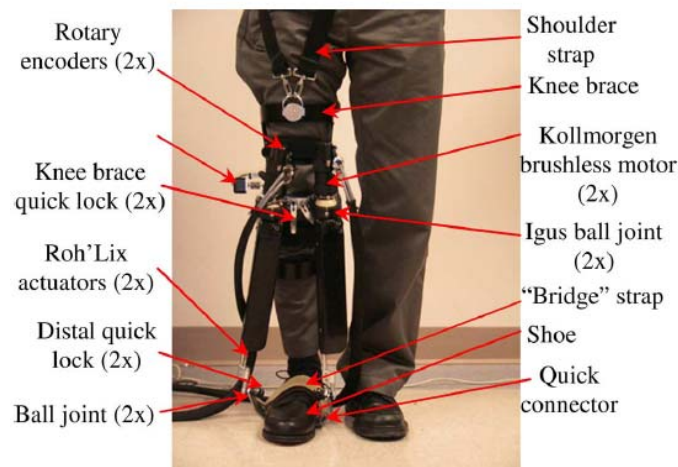 Rotary
encoders (2x)
Knee brace
quick lock (2x)
Roh'Lix
actuators (2x)
Distal quick
lock (2x)
Ball joint (2x)
Shoulder
strap
Knee brace
Kollmorgen
brushless motor
(2x)
Igus ball joint
(2x)
“Bridge” strap
Shoe
Quick
connector